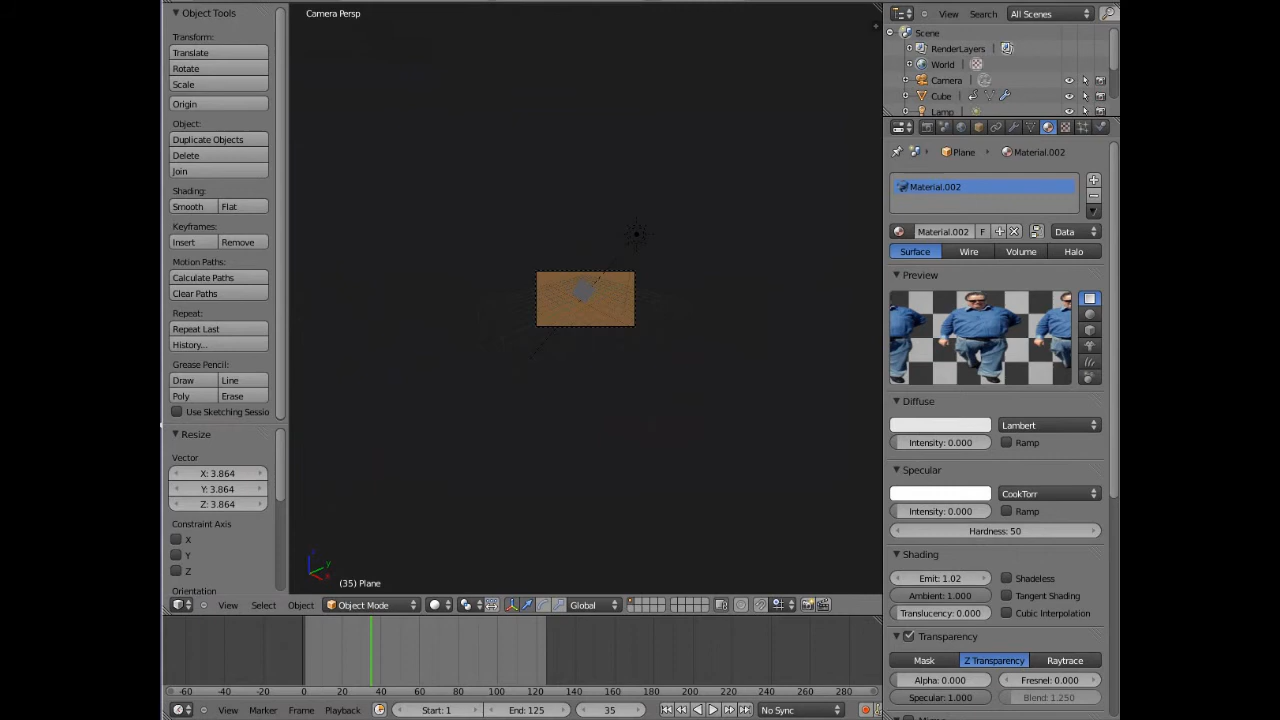 Object Tools
Transform:
Translate
Rotate
Scale
Origin
Object:
Duplicate Objects
Delete
Join
Shading:
Smooth Flat
Keyframes:
Insert Remove
Motion Paths:
Calculate Paths
Clear Paths
Repeat:
Repeat Last
History...
Grease Pencil:
Draw Line
Poly Erase
Use Sketching Sessio
Resize
Vector
X: 3.864
Y: 3.864
Z: 3.864
Constraint Axis
X
Y
Z
Orientation
Camera Persp
(35) Plane
View Select Object Object Mode Global
-60 -40 -20 0 20 40 60 80 100 120 140 160 180 200 220 240 260 280
View Marker Frame Playback Start: 1 End: 125 35 No Sync
View Search All Scenes
Scene
RenderLayers
World
Camera
Cube
Lamp
Plane Material.002
Material.002
Material.002 F Data
Surface Wire Volume Halo
Preview
Diffuse
Lambert
Intensity: 0.000 Ramp
Specular
CookTorr
Intensity: 0.000 Ramp
Hardness: 50
Shading
Emit: 1.02 Shadeless
Ambient: 1.000 Tangent Shading
Translucency: 0.000 Cubic Interpolation
Transparency
Mask Z Transparency Raytrace
Alpha: 0.000 Fresnel: 0.000
Specular: 1.000 Blend: 1.250